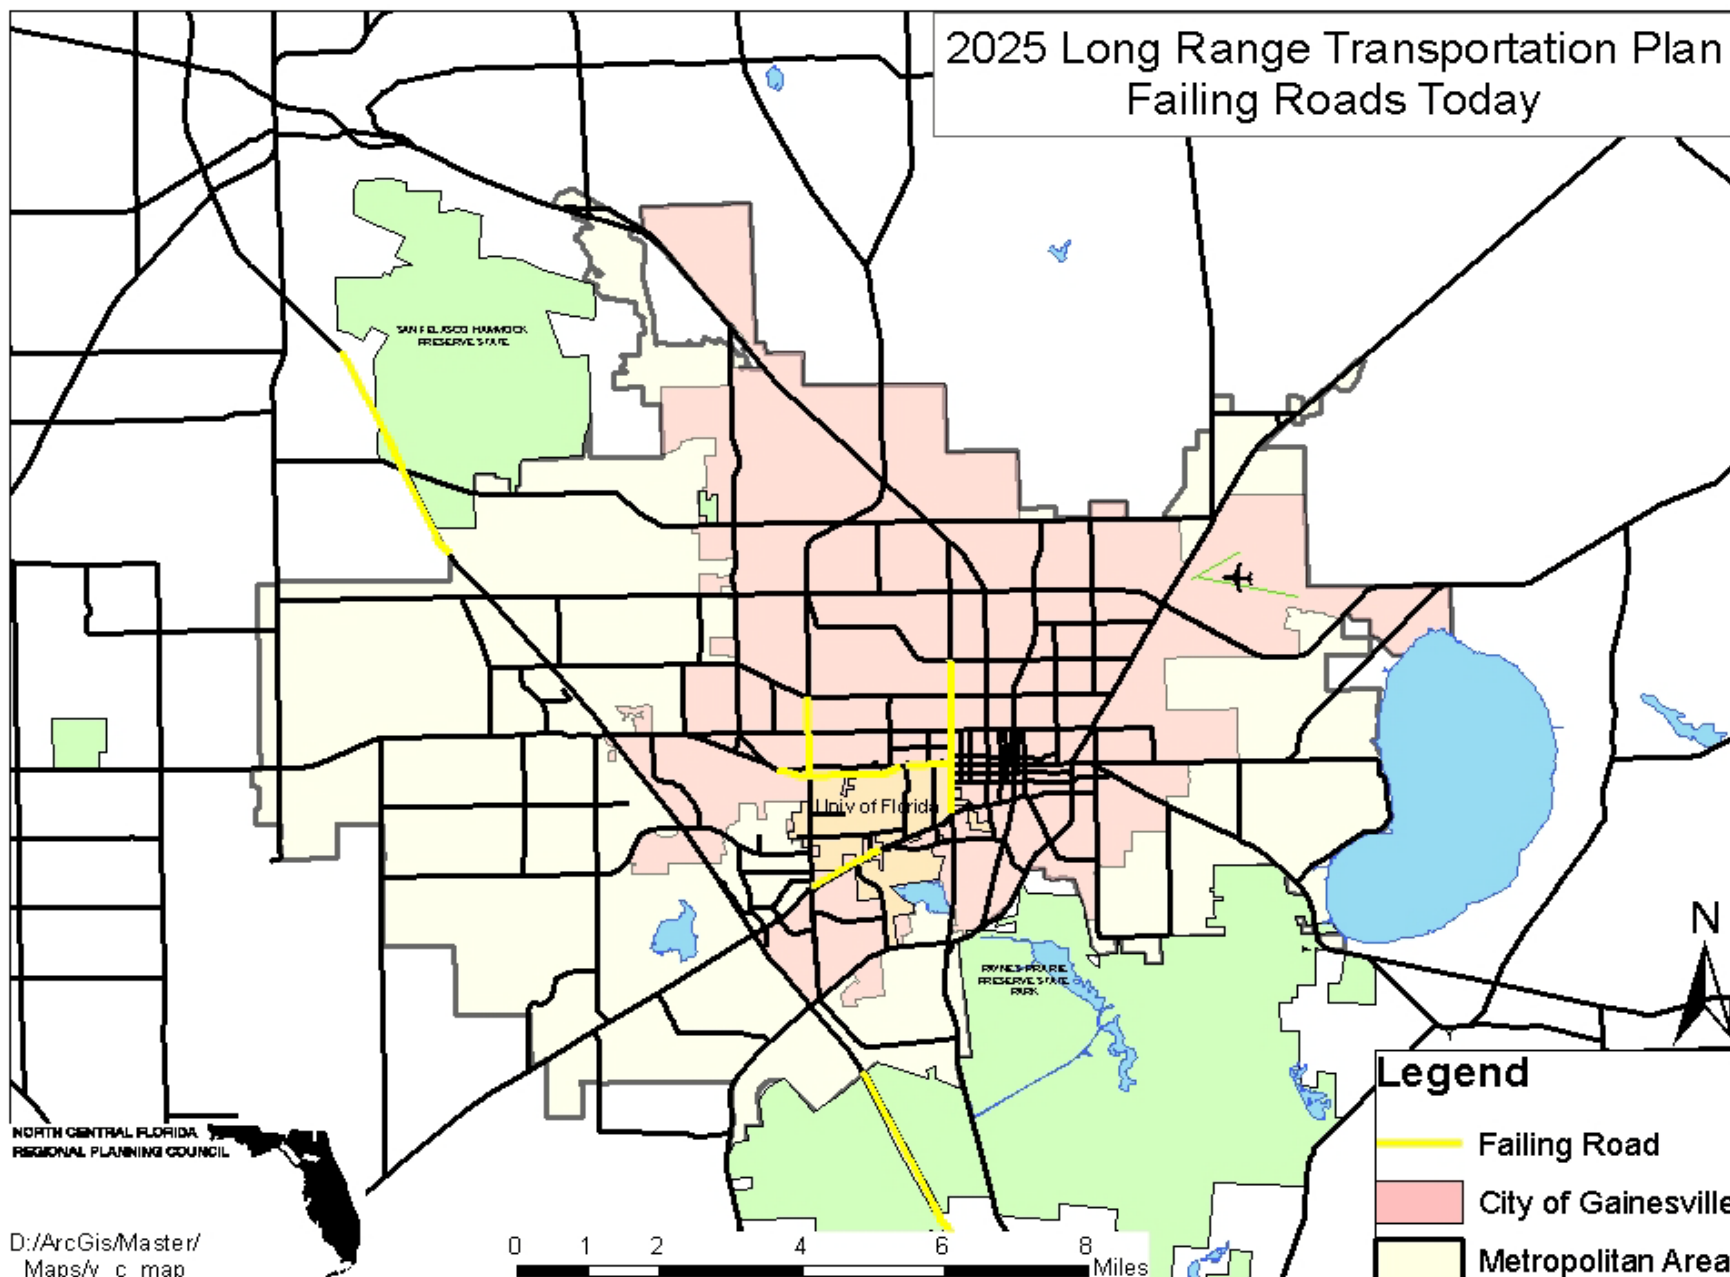 2025 Long Range Transportation Plan
Failing Roads Today
SAN FELASCO HAMMOCK
PRESERVE STATE
Univ of Florida
PAYNES PRAIRIE
PRESERVE STATE
PARK
N
Legend
Failing Road
City of Gainesville
Metropolitan Area
NORTH CENTRAL FLORIDA
REGIONAL PLANNING COUNCIL
D:/ArcGis/Master/
Maps/y_c_map
0 1 2 4 6 8
Miles